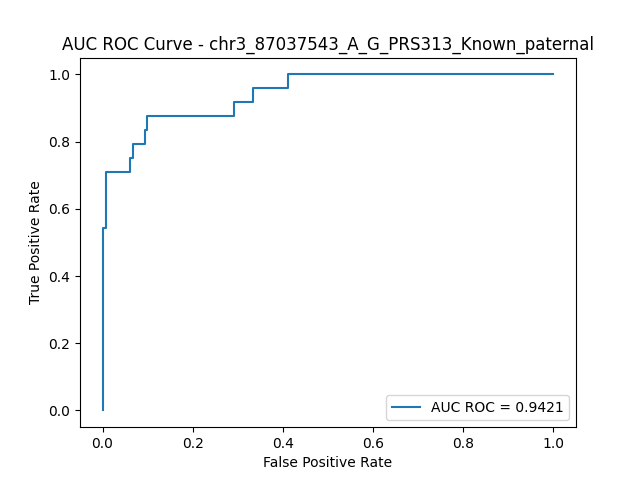 AUC ROC Curve - chr3_87037543_A_G_PRS313_Known_paternal
1.0
0.8
0.6
0.4
0.2
0.0
True Positive Rate
AUC ROC = 0.9421
0.0 0.2 0.4 0.6 0.8 1.0
False Positive Rate